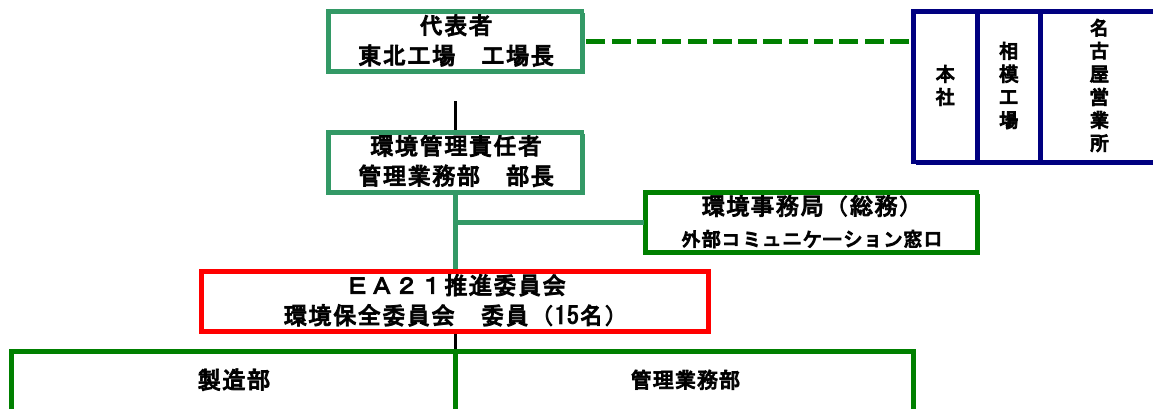 代表者
東北工場　工場長
本社
相模工場
名古屋営業所
環境管理責任者
管理業務部　部長
環境事務局（総務）
外部コミュニケーション窓口
ＥＡ２１推進委員会
環境保全委員会　委員（15名）
製造部
管理業務部